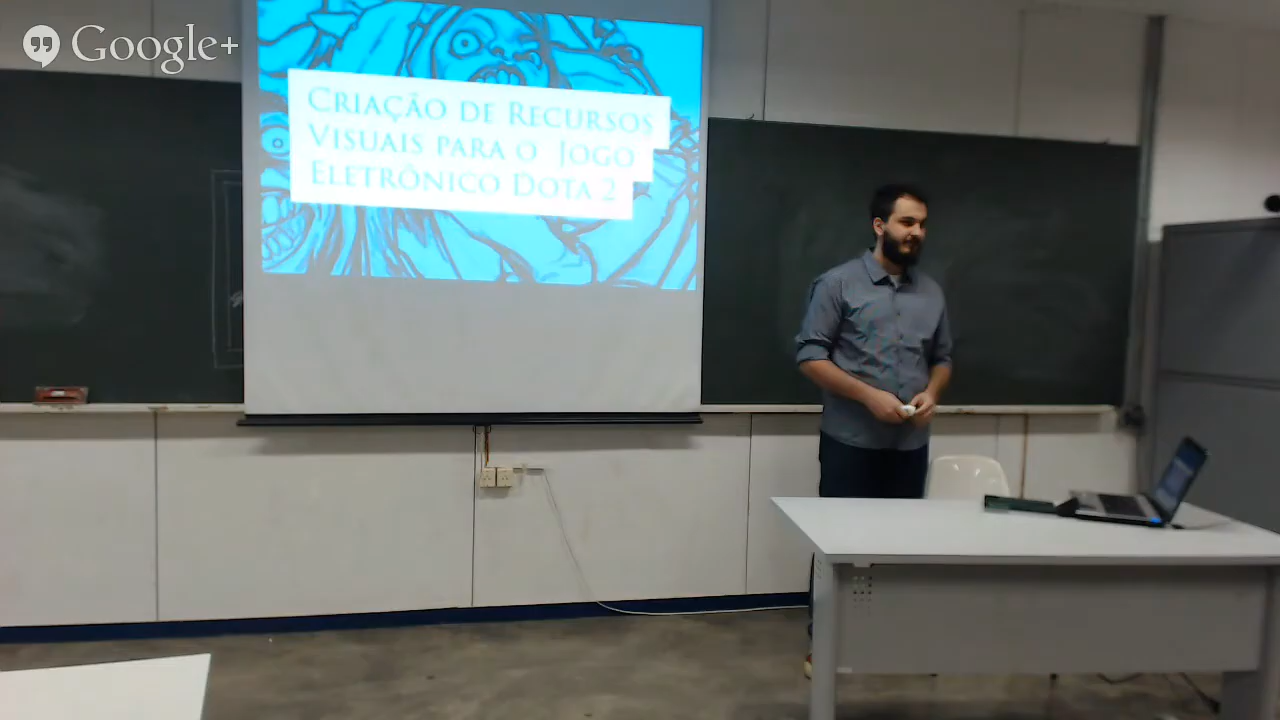 Google+
Criação de Recursos
Visuais para o Jogo
Eletrônico Dota 2